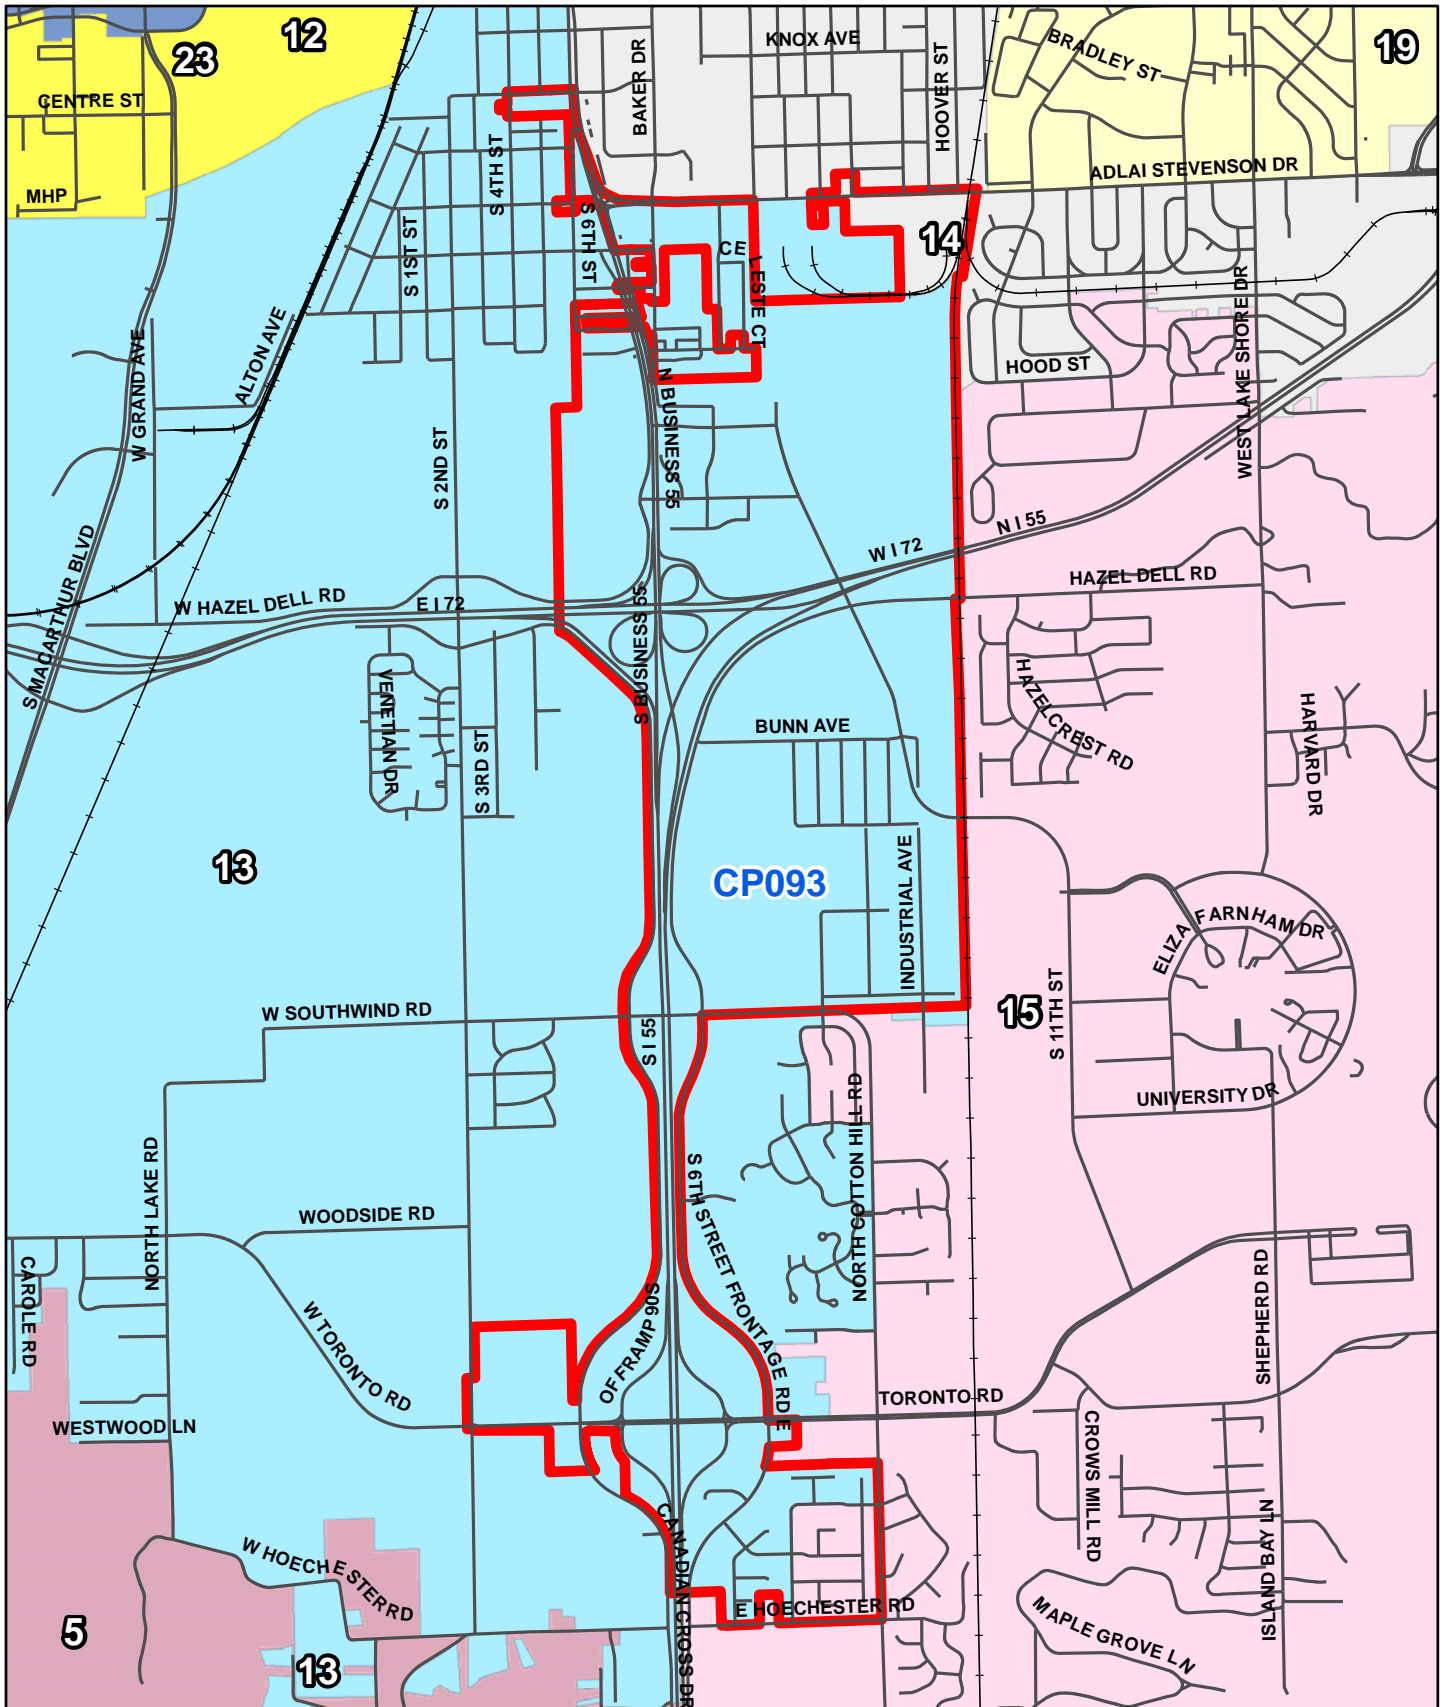 12
23
KNOX AVE
BRADLEY ST
19
CENTRE ST
BAKER DR
HOOVER ST
MHP
S 4TH ST
ADLAI STEVENSON DR
S 1ST ST
S 6TH ST
14
CELESTE CT
WEST LAKE SHORE DR
W GRAND AVE
ALTON AVE
HOOD ST
N BUSINESS 55
S 2ND ST
N I 55
W I 72
S MACARTHUR BLVD
W HAZEL DELL RD
E I 72
HAZEL DELL RD
S BUSINESS 55
VENETIAN DR
HAZELCREST RD
HARVARD DR
BUNN AVE
S 3RD ST
13
CP093
INDUSTRIAL AVE
ELIZA
FARNHAM DR
W SOUTHWIND RD
S I 55
15
S 11TH ST
UNIVERSITY DR
NORTH LAKE RD
NORTH COTTON HILL RD
WOODSIDE RD
S 6TH STREET FRONTAGE RD E
CAROLE RD
SHEPHERD RD
W TORONTO RD
OFF RAMP 90S
TORONTO RD
WESTWOOD LN
CROWS MILL RD
CANADIAN CROSS DR
ISLAND BAY LN
W HOECHESTER RD
E HOECHESTER RD
MAPLE GROVE LN
5
13